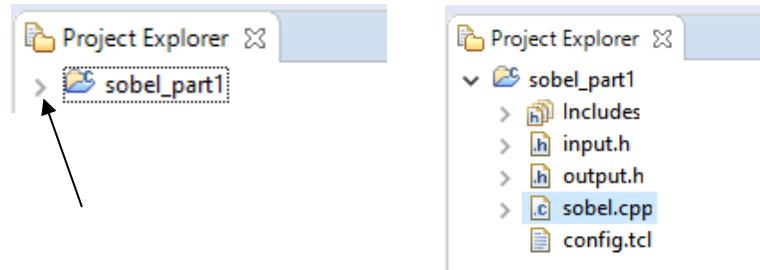 Project Explorer
sobel_part1
Project Explorer
sobel_part1
Includes
input.h
output.h
sobel.cpp
config.tcl